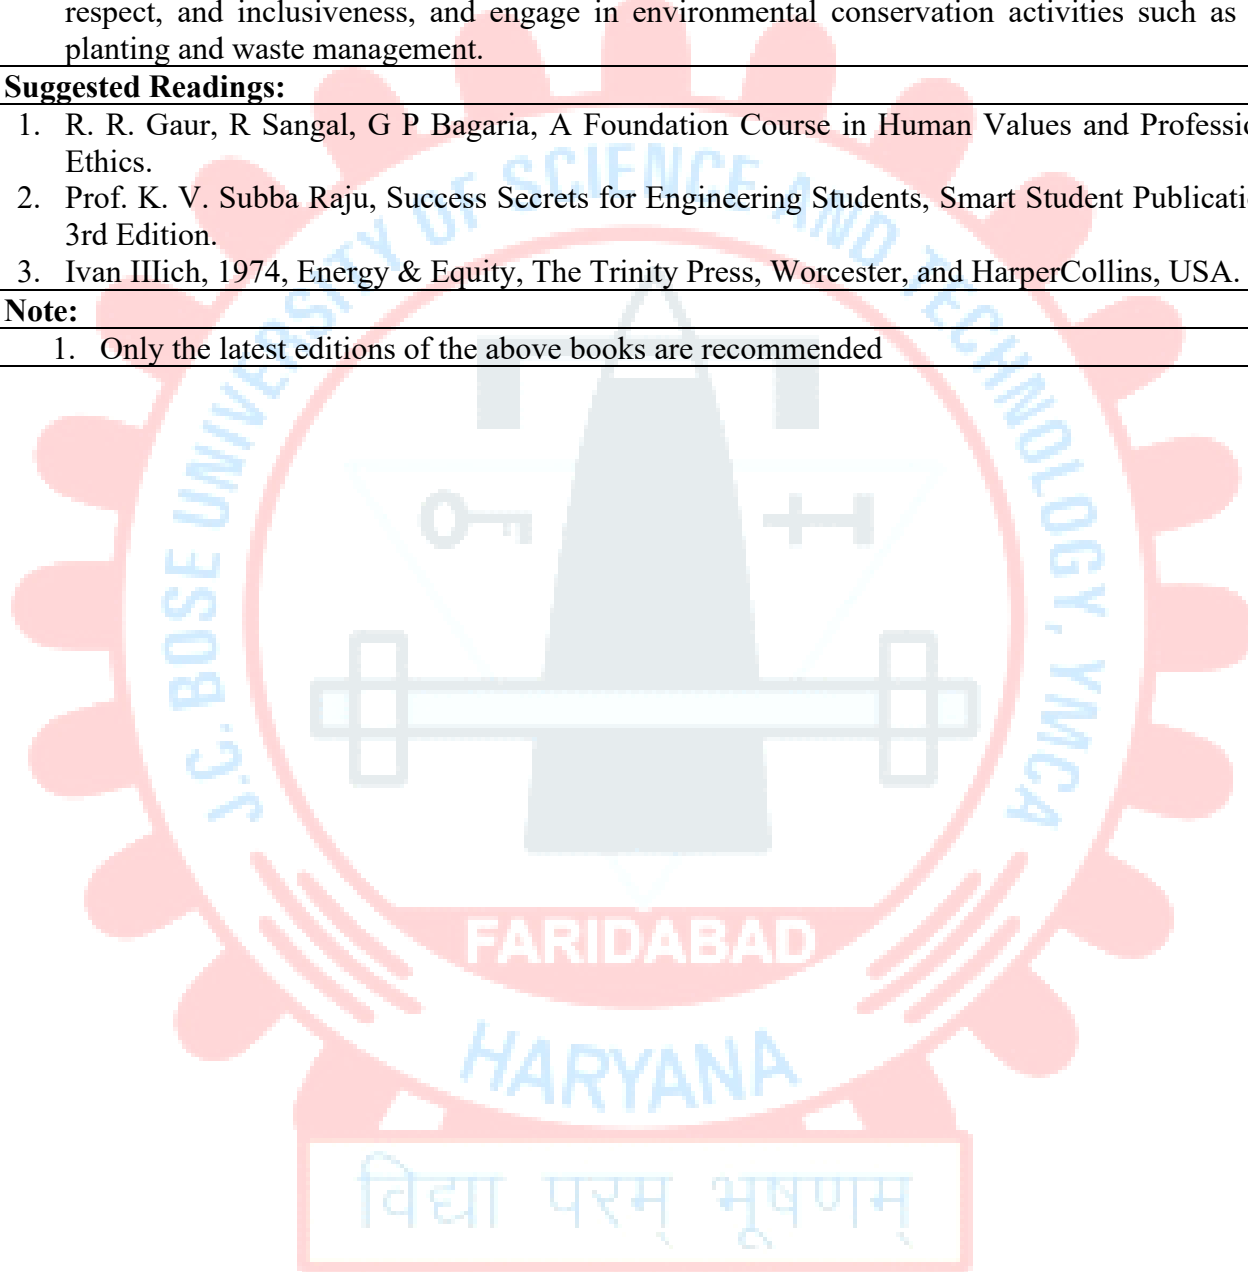 respect, and inclusiveness, and engage in environmental conservation activities such as
planting and waste management.
Suggested Readings:
1. R. R. Gaur, R Sangal, G P Bagaria, A Foundation Course in Human Values and Professio
Ethics.
2. Prof. K. V. Subba Raju, Success Secrets for Engineering Students, Smart Student Publicati
3rd Edition.
3. Ivan IIIich, 1974, Energy & Equity, The Trinity Press, Worcester, and HarperCollins, USA.
Note:
1. Only the latest editions of the above books are recommended
J.C. BOSE UNIVERSITY OF SCIENCE AND TECHNOLOGY, YMCA
FARIDABAD
HARYANA
विद्या परम् भूषणम्